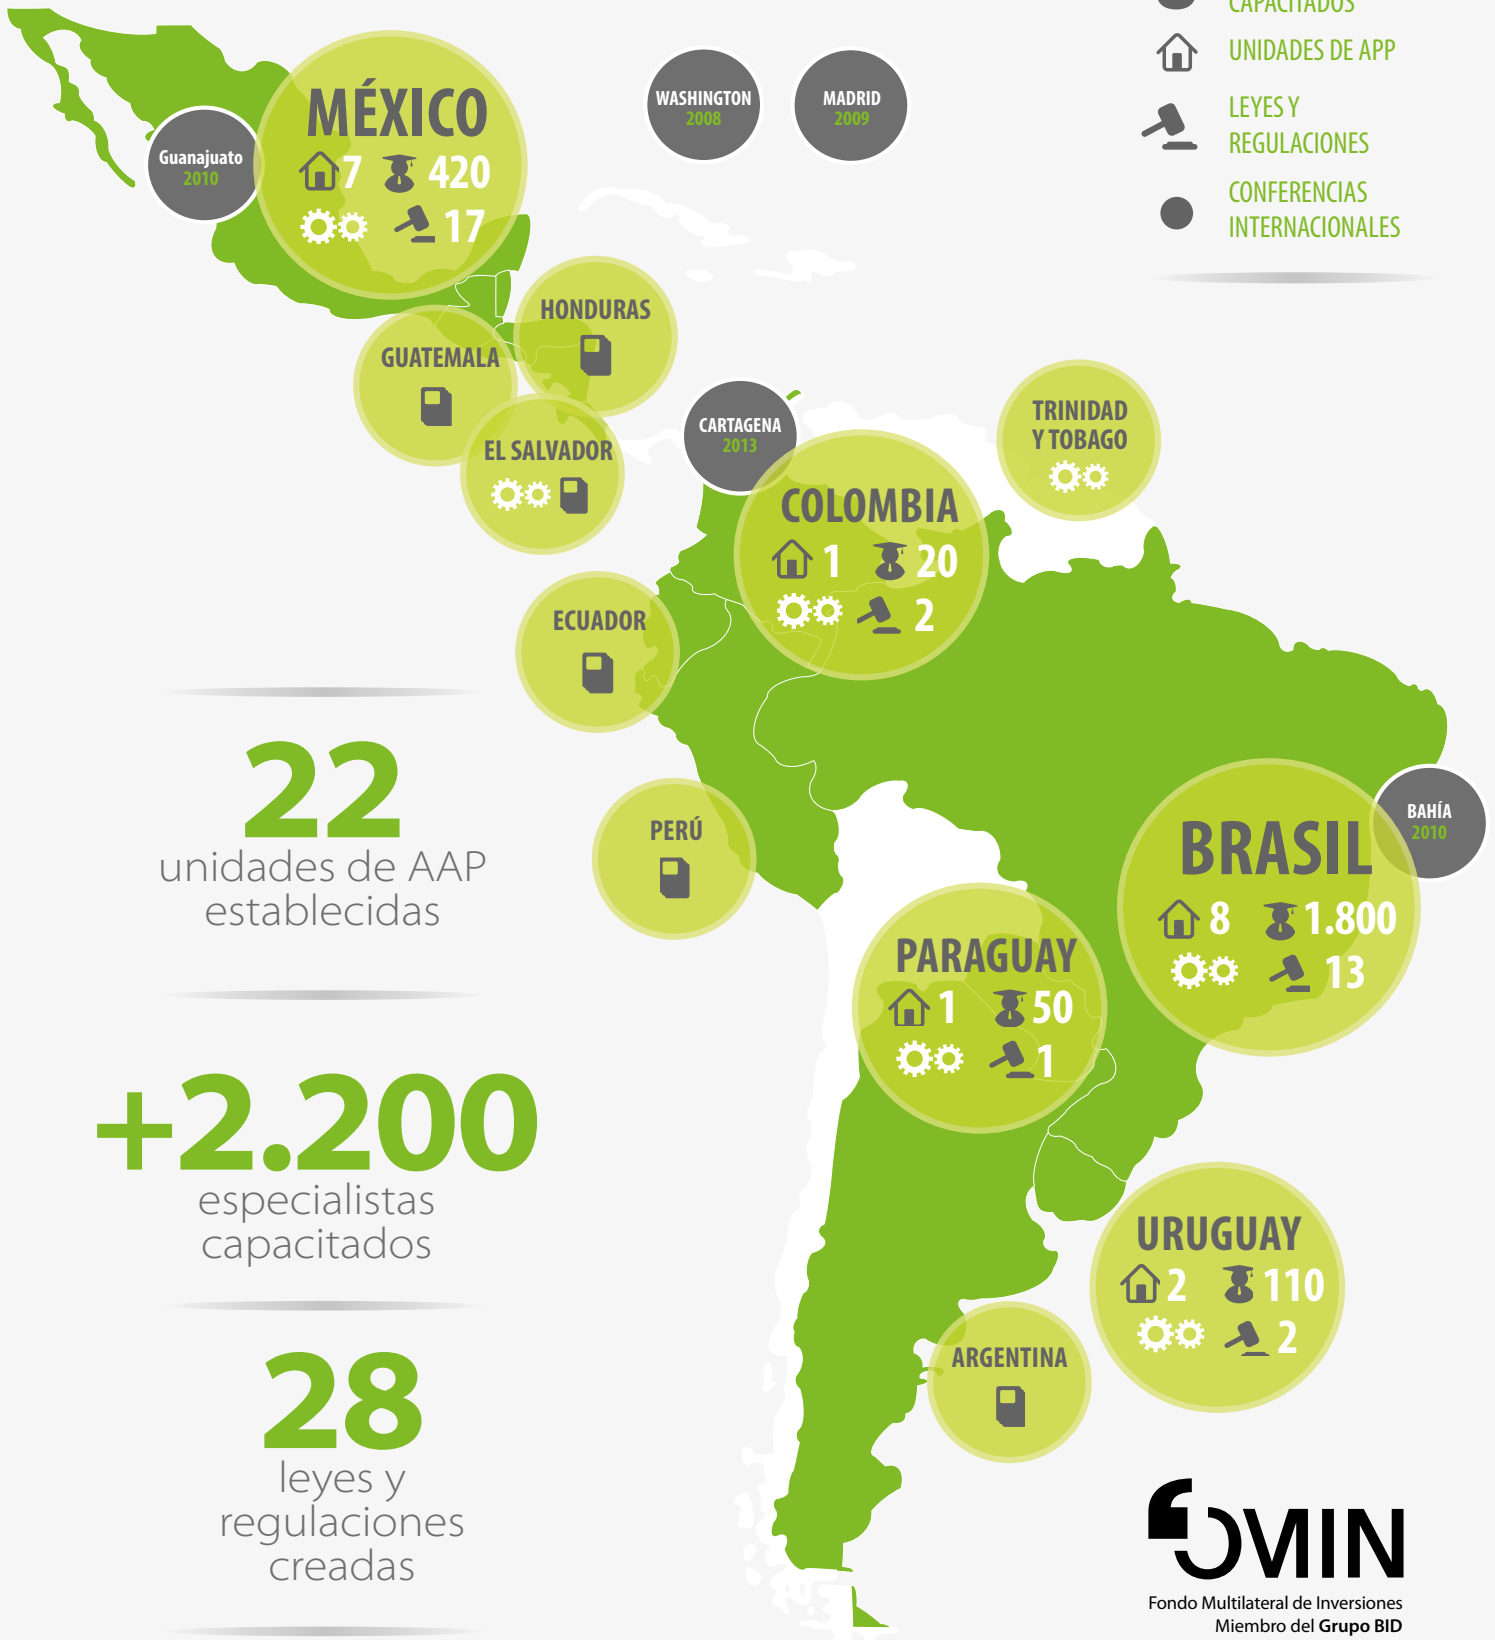 CAPACITADOS
UNIDADES DE APP
LEYES Y
REGULACIONES
CONFERENCIAS
INTERNACIONALES
WASHINGTON
2008
MADRID
2009
MÉXICO
7 420
17
Guanajuato
2010
HONDURAS
GUATEMALA
EL SALVADOR
CARTAGENA
2013
TRINIDAD
Y TOBAGO
COLOMBIA
1 20
2
ECUADOR
PERÚ
BRASIL
8 1.800
13
BAHÍA
2010
PARAGUAY
1 50
1
URUGUAY
2 110
2
ARGENTINA
22
unidades de AAP
establecidas
+2.200
especialistas
capacitados
28
leyes y
regulaciones
creadas
FOMIN
Fondo Multilateral de Inversiones
Miembro del Grupo BID